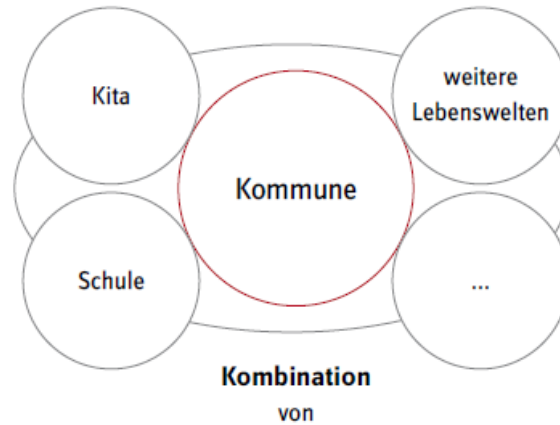 Kita
weitere
Lebenswelten
Kommune
Schule
...
Kombination
von